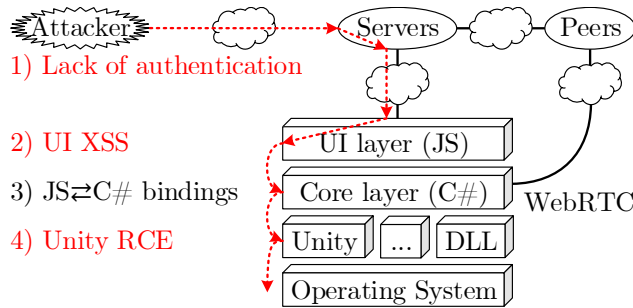 Attacker
Servers
Peers
1) Lack of authentication
2) UI XSS
UI layer (JS)
3) JS⇄C# bindings
Core layer (C#)
WebRTC
4) Unity RCE
Unity
...
DLL
Operating System